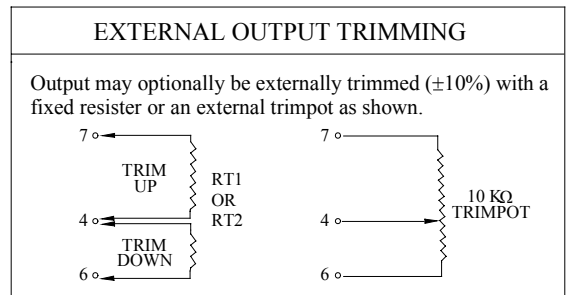 EXTERNAL OUTPUT TRIMMING
Output may optionally be externally trimmed (±10%) with a
fixed resister or an external trimpot as shown.
7
TRIM
UP
4
TRIM
DOWN
6
RT1
OR
RT2
7
4
6
10 KΩ
TRIMPOT